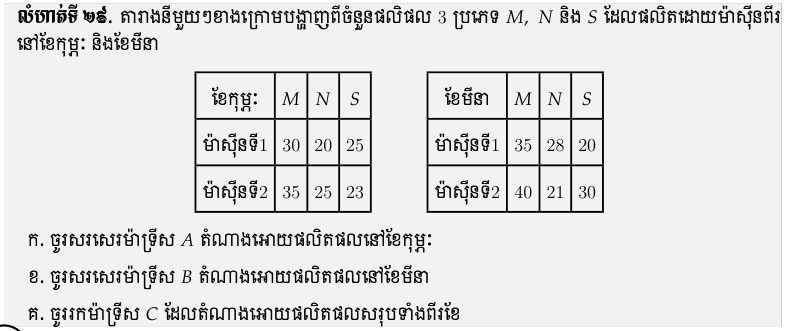 លំហាត់ទី ២៩. តារាងនីមួយៗខាងក្រោមបង្ហាញពីចំនួនផលិតផល 3 ប្រភេទ M, N និង S ដែលផលិតដោយម៉ាស៊ីនពីរ
នៅខែកុម្ភៈ និងខែមីនា
ខែកុម្ភៈ M N S
ម៉ាស៊ីនទី1 30 20 25
ម៉ាស៊ីនទី2 35 25 23
ខែមីនា M N S
ម៉ាស៊ីនទី1 35 28 20
ម៉ាស៊ីនទី2 40 21 30
ក. ចូរសរសេរម៉ាទ្រីស A តំណាងអោយផលិតផលនៅខែកុម្ភៈ
ខ. ចូរសរសេរម៉ាទ្រីស B តំណាងអោយផលិតផលនៅខែមីនា
គ. ចូររកម៉ាទ្រីស C ដែលតំណាងអោយផលិតផលសរុបទាំងពីរខែ